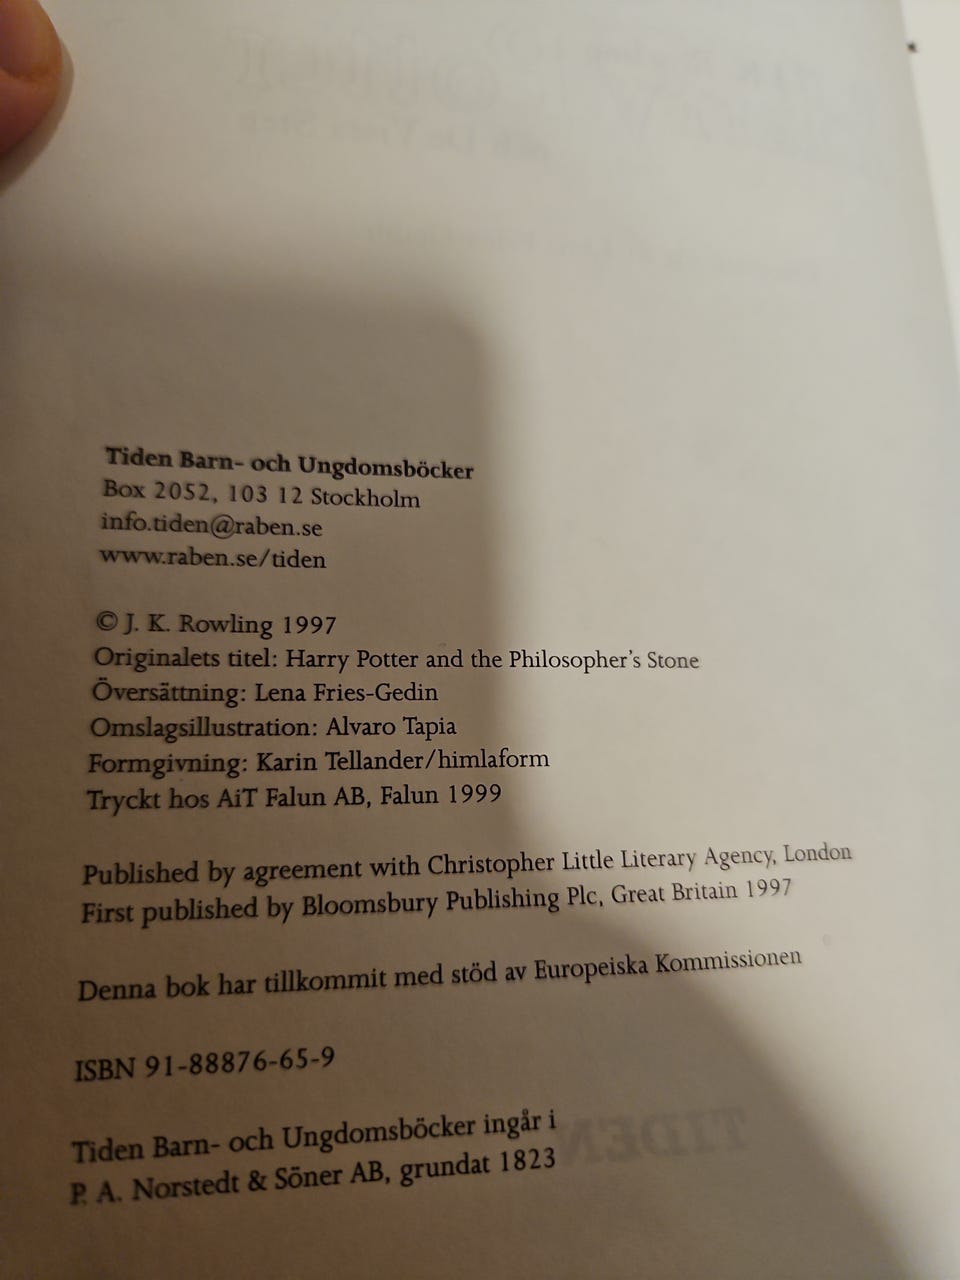 Tiden Barn- och Ungdomsböcker
Box 2052, 103 12 Stockholm
info.tiden@raben.se
www.raben.se/tiden
© J. K. Rowling 1997
Originalets titel: Harry Potter and the Philosopher's Stone
Översättning: Lena Fries-Gedin
Omslagsillustration: Alvaro Tapia
Formgivning: Karin Tellander/himlaform
Tryckt hos AiT Falun AB, Falun 1999
Published by agreement with Christopher Little Literary Agency, London
First published by Bloomsbury Publishing Plc, Great Britain 1997
Denna bok har tillkommit med stöd av Europeiska Kommissionen
ISBN 91-88876-65-9
Tiden Barn- och Ungdomsböcker ingår i
P. A. Norstedt & Söner AB, grundat 1823
TIDEN